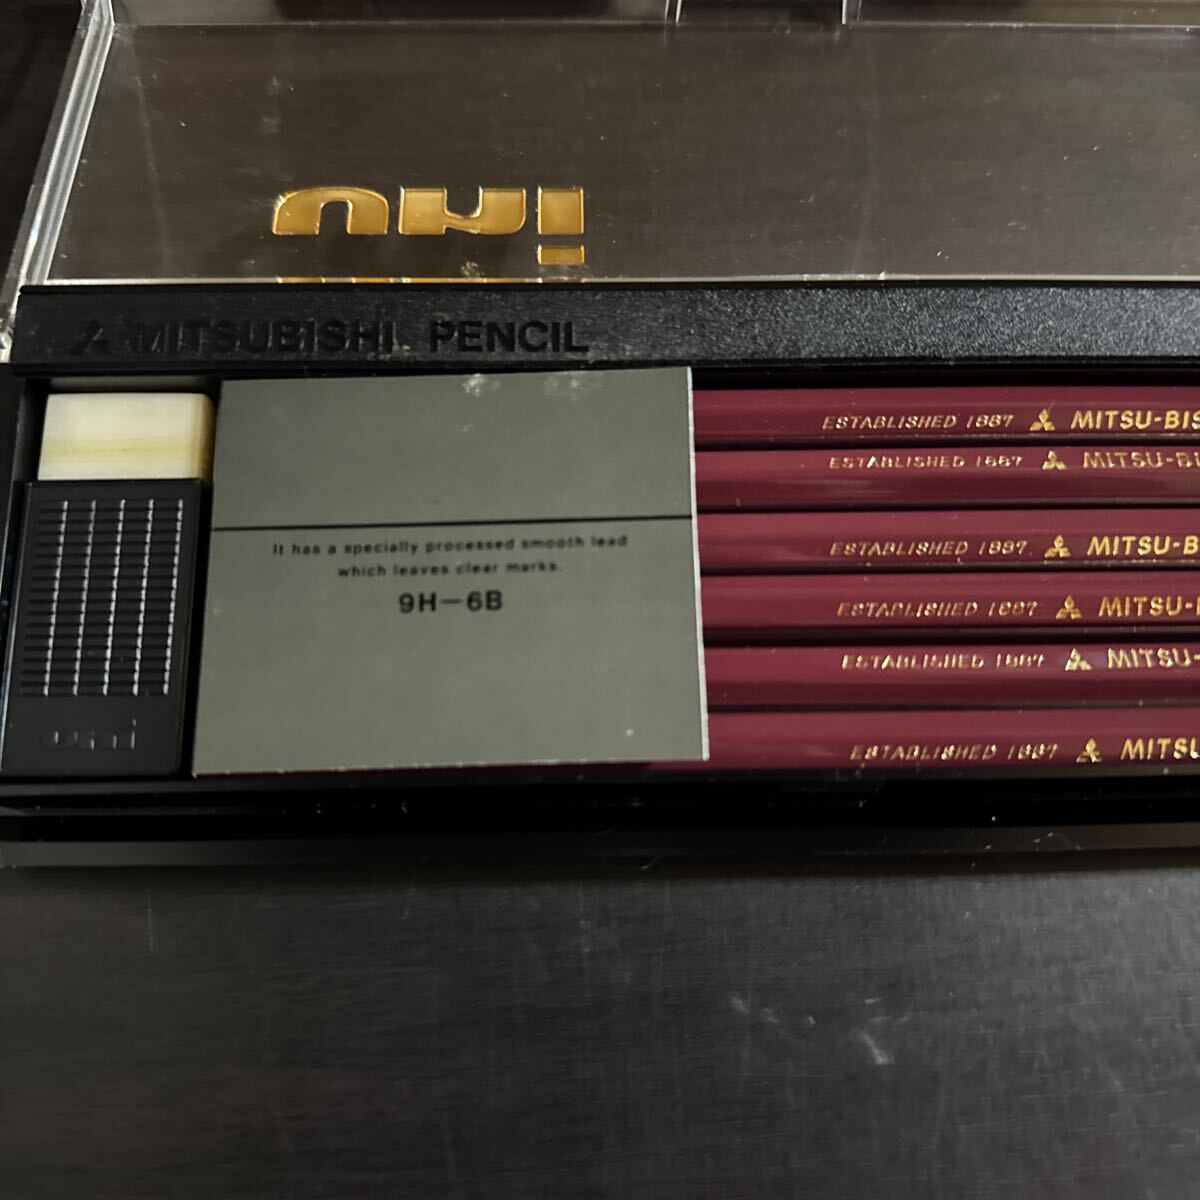 uni
MITSUBISHI PENCIL
ESTABLISHED 1887 MITSU-BIS
ESTABLISHED 1887 MITSU-BI
It has a specially processed smooth lead
which leaves clear marks.
9H-6B
ESTABLISHED 1887 MITSU-B
ESTABLISHED 1887 MITSU-
ESTABLISHED 1887 MITSU-
ESTABLISHED 1887 MITSU
uni